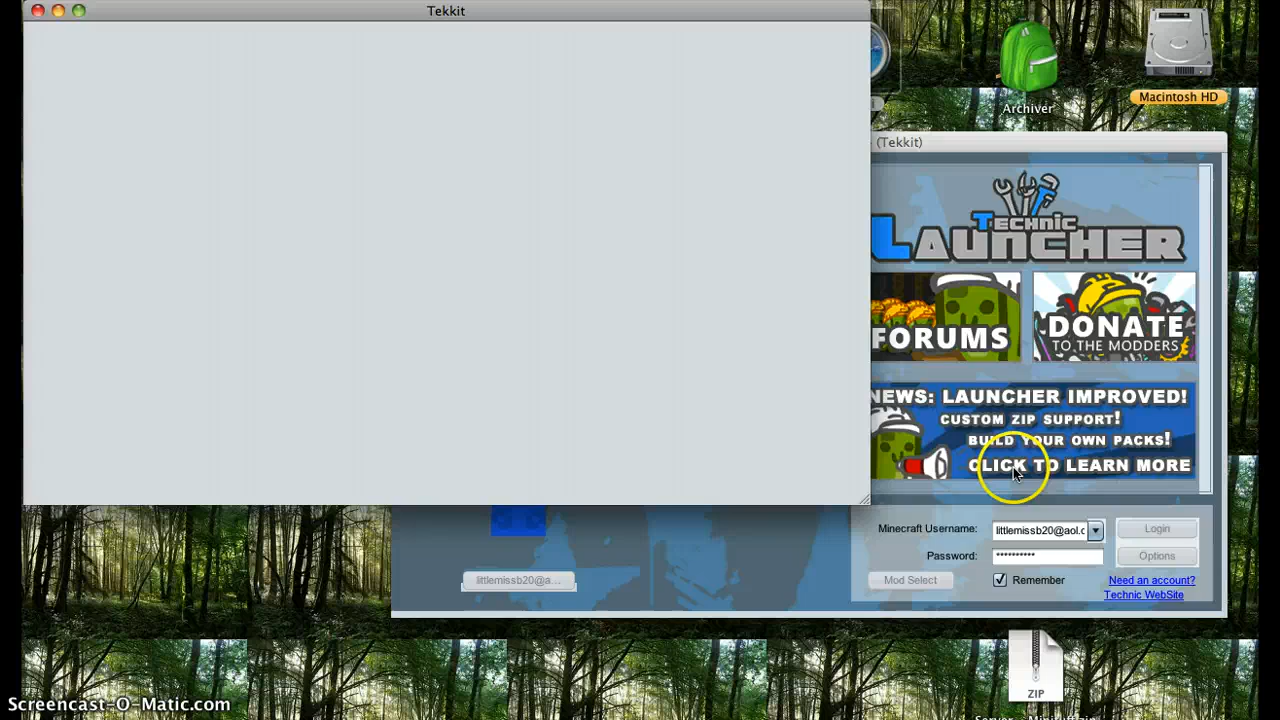 Tekkit
Archiver
Macintosh HD
i
(Tekkit)
TECHNIC
LAUNCHER
FORUMS
DONATE
TO THE MODDERS
NEWS: LAUNCHER IMPROVED!
CUSTOM ZIP SUPPORT!
BUILD YOUR OWN PACKS!
CLICK TO LEARN MORE
Minecraft Username:
littlemissb20@aol.c
Login
Password:
**********
Options
littlemissb20@a...
Mod Select
Remember
Need an account?
Technic WebSite
ZIP
Screencast-O-Matic.com